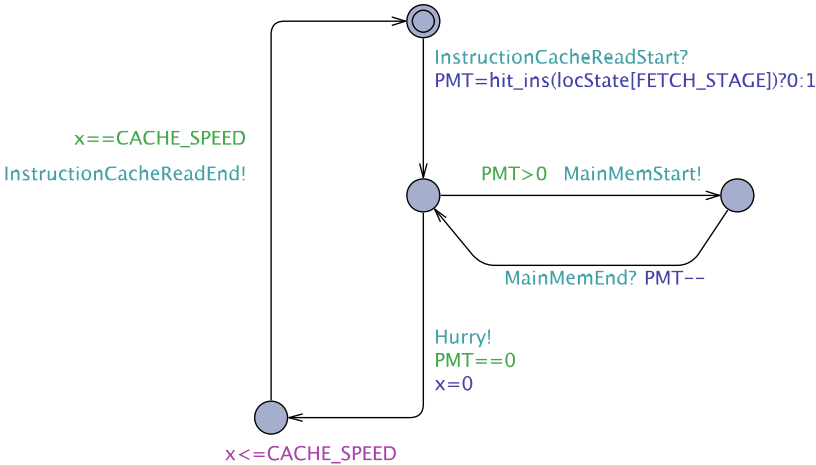 InstructionCacheReadStart?
PMT=hit_ins(locState[FETCH_STAGE])?0:1
x==CACHE_SPEED
InstructionCacheReadEnd!
PMT>0 MainMemStart!
MainMemEnd? PMT--
Hurry!
PMT==0
x=0
x<=CACHE_SPEED